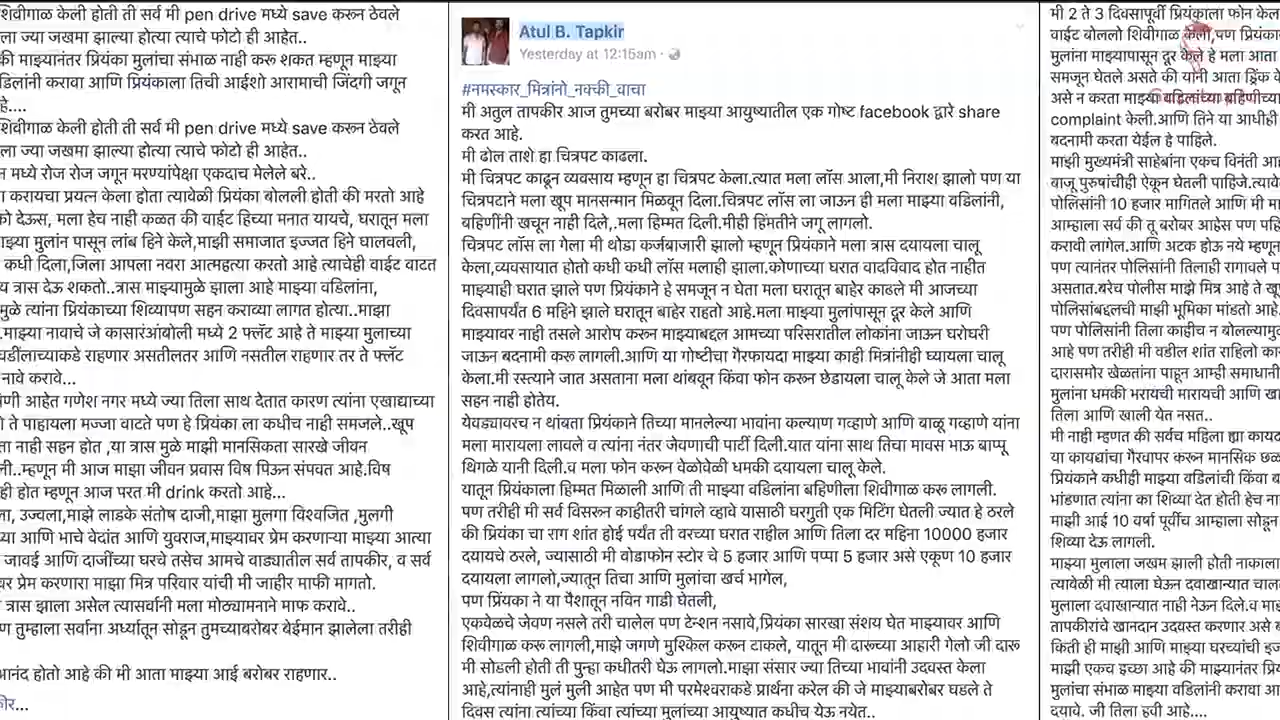 शिवीगाळ केली होती ती सर्व मी pen drive मध्ये save करून ठेवले
ला ज्या जखमा झाल्या होत्या त्याचे फोटो ही आहेत..
की माझ्यानंतर प्रियंका मुलांचा संभाळ नाही करू शकत म्हणून माझ्या
डिलांनी करावा आणि प्रियंकाला तिची आईशो आरामाची जिंदगी जगून
हे....
शिवीगाळ केली होती ती सर्व मी pen drive मध्ये save करून ठेवले
ला ज्या जखमा झाल्या होत्या त्याचे फोटो ही आहेत..
न मध्ये रोज रोज जगून मरण्यांपेक्षा एकदाच मेलेले बरे..
ा करायचा प्रयत्न केला होता त्यावेळी प्रियंका बोलली होती की मरतो आहे
को देऊस, मला हेच नाही कळत की वाईट हिच्या मनात यायचे, घरातून मला
ाझ्या मुलांन पासून लांब हिने केले,माझी समाजात इज्जत हिने घालवली,
कधी दिला,जिला आपला नवरा आत्महत्या करतो आहे त्याचेही वाईट वाटत
य त्रास देऊ शकतो..त्रास माझ्यामुळे झाला आहे माझ्या वडिलांना,
मुळे त्यांना प्रियंकाच्या शिव्यापण सहन कराव्या लागत होत्या..माझा
.माझ्या नावाचे जे कासारंआंबोली मध्ये 2 फ्लॅट आहे ते माझ्या मुलाच्या
वडींलाच्याकडे राहणार असतीलतर आणि नसतील राहणार तर ते फ्लॅट
नावे करावे...
णी आहेत गणेश नगर मध्ये ज्या तिला साथ देतात कारण त्यांना एखाद्याच्या
ो ते पाहायला मज्जा वाटते पण हे प्रियंका ला कधीच नाही समजले..खूप
ता नाही सहन होत ,या त्रास मुळे माझी मानसिकता सारखे जीवन
ली..म्हणून मी आज माझा जीवन प्रवास विष पिऊन संपवत आहे.विष
ही होत म्हणून आज परत मी drink करतो आहे...
ा, उज्वला,माझे लाडके संतोष दाजी,माझा मुलगा विश्वजित ,मुलगी
या आणि भाचे वेदांत आणि युवराज,माझ्यावर प्रेम करणाऱ्या माझ्या आत्या
जावई आणि दाजींच्या घरचे तसेच आमचे वाड्यातील सर्व तापकीर, व सर्व
वर प्रेम करणारा माझा मित्र परिवार यांची मी जाहीर माफी मागतो.
त्रास झाला असेल त्यासर्वांनी मला मोठ्यामनाने माफ करावे..
ण तुम्हाला सर्वाना अर्ध्यातून सोडून तुमच्याबरोबर बेईमान झालेला तरीही
आनंद होतो आहे की मी आता माझ्या आई बरोबर राहणार..
ीर...
Atul B. Tapkir
Yesterday at 12:15am
#नमस्कार_मित्रांनो_नक्की_वाचा
मी अतुल तापकीर आज तुमच्या बरोबर माझ्या आयुष्यातील एक गोष्ट facebook द्वारे share
करत आहे.
मी ढोल ताशे हा चित्रपट काढला.
मी चित्रपट काढून व्यवसाय म्हणून हा चित्रपट केला.त्यात मला लॉस आला,मी निराश झालो पण या
चित्रपटाने मला खूप मानसन्मान मिळवून दिला.चित्रपट लॉस ला जाऊन ही मला माझ्या वडिलांनी,
बहिणींनी खचून नाही दिले,.मला हिम्मत दिली.मीही हिंमतीने जगू लागलो.
चित्रपट लॉस ला गेला मी थोडा कर्जबाजारी झालो म्हणून प्रियंकाने मला त्रास दयायला चालू
केला,व्यवसायात होतो कधी कधी लॉस मलाही झाला.कोणाच्या घरात वादविवाद होत नाहीत
माझ्याही घरात झाले पण प्रियंकाने हे समजून न घेता मला घरातून बाहेर काढले मी आजच्या
दिवसापर्यंत 6 महिने झाले घरातून बाहेर राहतो आहे.मला माझ्या मुलांपासून दूर केले आणि
माझ्यावर नाही तसले आरोप करून माझ्याबद्दल आमच्या परिसरातील लोकांना जाऊन घरोघरी
जाऊन बदनामी करू लागली.आणि या गोष्टीचा गैरफायदा माझ्या काही मित्रांनीही घ्यायला चालू
केला.मी रस्त्याने जात असताना मला थांबवून किंवा फोन करून छेडायला चालू केले जे आता मला
सहन नाही होतेय.
येयड्यावरच न थांबता प्रियंकाने तिच्या मानलेल्या भावांना कल्याण गव्हाणे आणि बाळू गव्हाणे यांना
मला मारायला लावले व त्यांना नंतर जेवणाची पार्टी दिली.यात यांना साथ तिचा मावस भाऊ बाप्पू
थिगळे यानी दिली.व मला फोन करून वेळोवेळी धमकी दयायला चालू केले.
यातून प्रियंकाला हिम्मत मिळाली आणि ती माझ्या वडिलांना बहिणीला शिवीगाळ करू लागली.
पण तरीही मी सर्व विसरून काहीतरी चांगले व्हावे यासाठी घरगुती एक मिटिंग घेतली ज्यात हे ठरले
की प्रियंका चा राग शांत होई पर्यंत ती वरच्या घरात राहील आणि तिला दर महिना 10000 हजार
दयायचे ठरले, ज्यासाठी मी वोडाफोन स्टोर चे 5 हजार आणि पप्पा 5 हजार असे एकूण 10 हजार
दयायला लागलो,ज्यातून तिचा आणि मुलांचा खर्च भागेल,
पण प्रिंयका ने या पैशातून नविन गाडी घेतली,
एकवेळचे जेवण नसले तरी चालेल पण टेन्शन नसावे,प्रियंका सारखा संशय घेत माझ्यावर आणि
शिवीगाळ करू लागली,माझे जगणे मुश्किल करून टाकले, यातून मी दारूच्या आहारी गेलो जी दारू
मी सोडली होती ती पुन्हा कधीतरी घेऊ लागलो.माझा संसार ज्या तिच्या भावांनी उदवस्त केला
आहे,त्यांनाही मुलं मुली आहेत पण मी परमेश्वराकडे प्रार्थना करेल की जे माझ्याबरोबर घडले ते
दिवस त्यांना त्यांच्या किंवा त्यांच्या मुलांच्या आयुष्यात कधीच येऊ नयेत..
मी 2 ते 3 दिवसापूर्वी प्रियंकाला फोन केल
वाईट बोललो शिवीगाळ केली,पण प्रियंकान
मुलांना माझ्यापासून दूर केले हे मला आता
समजून घेतले असते की यांनी आता ड्रिंक के
असे न करता माझ्या वडिलांच्या बहिणीच्या
complaint केली.आणि तिने या आधीही
बदनामी करता येईल हे पाहिले.
माझी मुख्यमंत्री साहेबांना एकच विनंती आह
बाजू पुरुषांचीही ऐकून घेतली पाहिजे.त्यावे
पोलिसांनी 10 हजार मागितले आणि मी म
आम्हाला सर्व की तू बरोबर आहेस पण पहि
करावी लागेल.आणि अटक होऊ नये म्हणून
पण त्यानंतर पोलिसांनी तिलाही रागावले प
असतात.बरेच पोलीस माझे मित्र आहे ते खू
पोलिसांबद्दलची माझी भूमिका मांडतो आहे.
पण पोलिसांनी तिला काहीच न बोलल्यामुळ
आहे पण तरीही मी वडील शांत राहिलो का
दारासमोर खेळतांना पाहून आम्ही समाधानी
मुलांना धमकी भरायची मारायची आणि खा
तिला आणि खाली येत नसत..
मी नाही म्हणत की सर्वच महिला ह्या कायद
या कायद्यांचा गैरवापर करून मानसिक छळ
प्रियंकाने कधीही माझ्या वडिलांची किंवा ब
भांडणात त्यांना का शिव्या देत होती हेच ना
माझी आई 10 वर्षा पूर्वीच आम्हाला सोडून
शिव्या देऊ लागली.
माझ्या मुलाला जखम झाली होती नाकाला
त्यावेळी मी त्याला घेऊन दवाखान्यात चाल
मुलाला दवाखान्यात नाही नेऊन दिले.व मा
तापकीरांचे खानदान उदवस्त करणार असे ब
किती ही माझी आणि माझ्या घरच्यांची इज
माझी एकच इच्छा आहे की माझ्यानंतर प्रिय
मुलांचा संभाळ माझ्या वडिलांनी करावा आ
दयावे. जी तिला हवी....